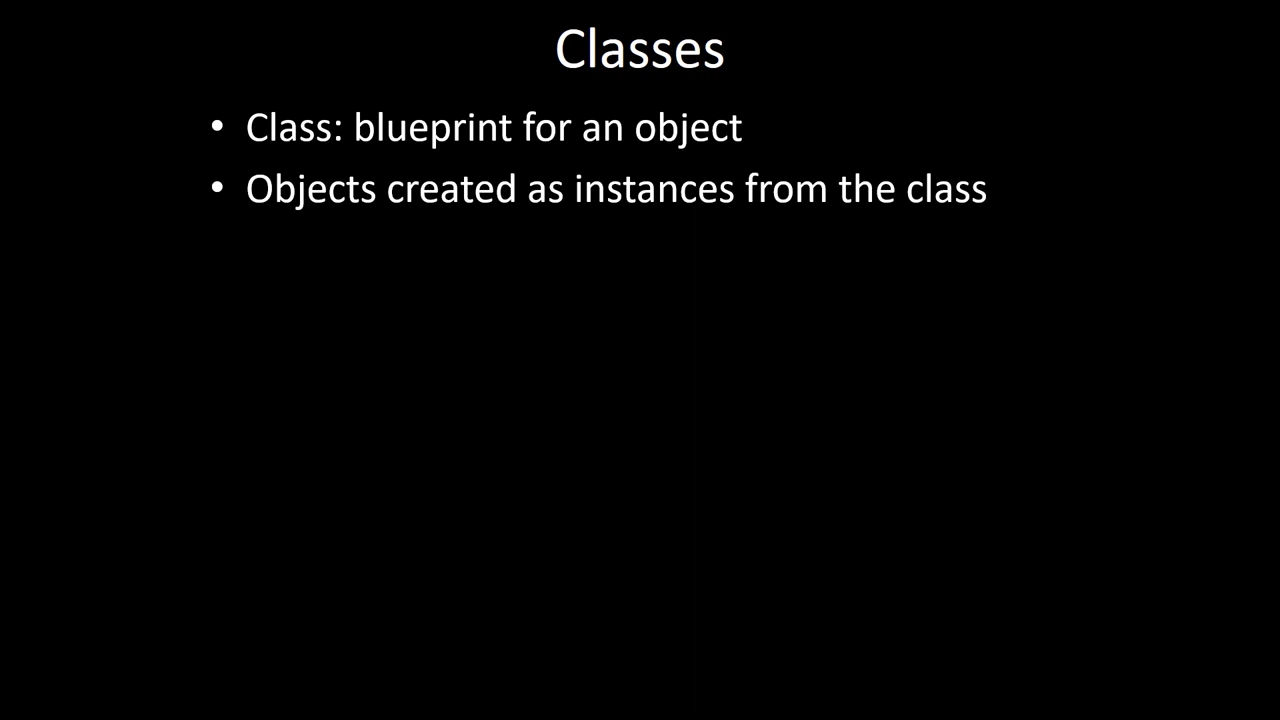 Classes
• Class: blueprint for an object
• Objects created as instances from the class